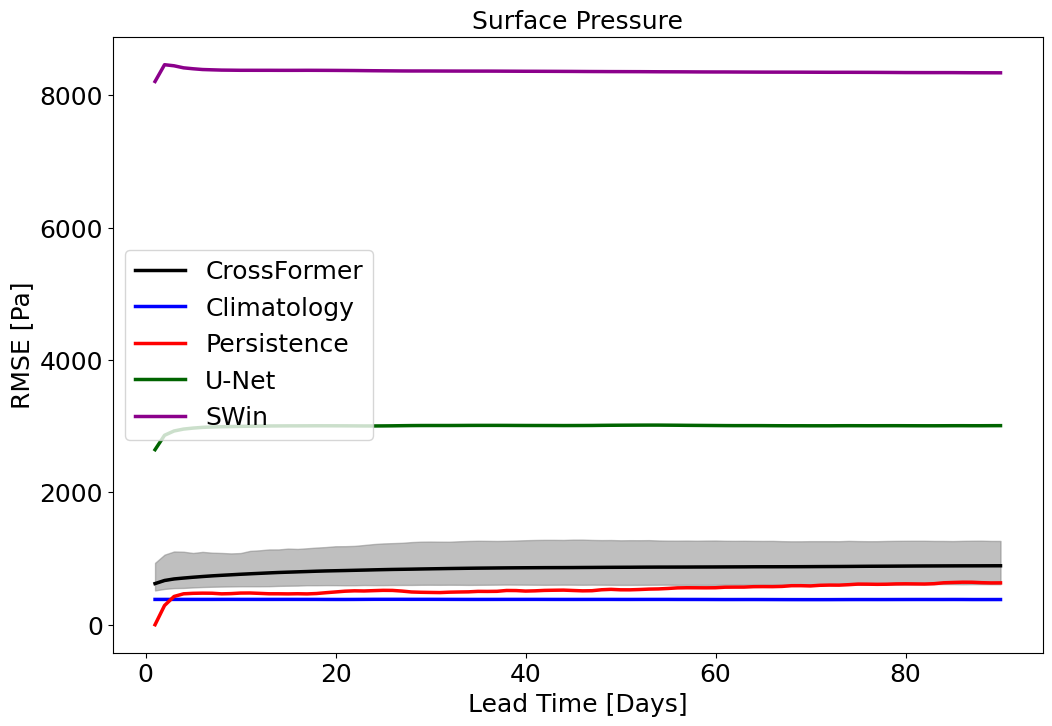 Surface Pressure
RMSE [Pa]
8000
6000
4000
2000
0
CrossFormer
Climatology
Persistence
U-Net
SWin
0
20
40
60
80
Lead Time [Days]